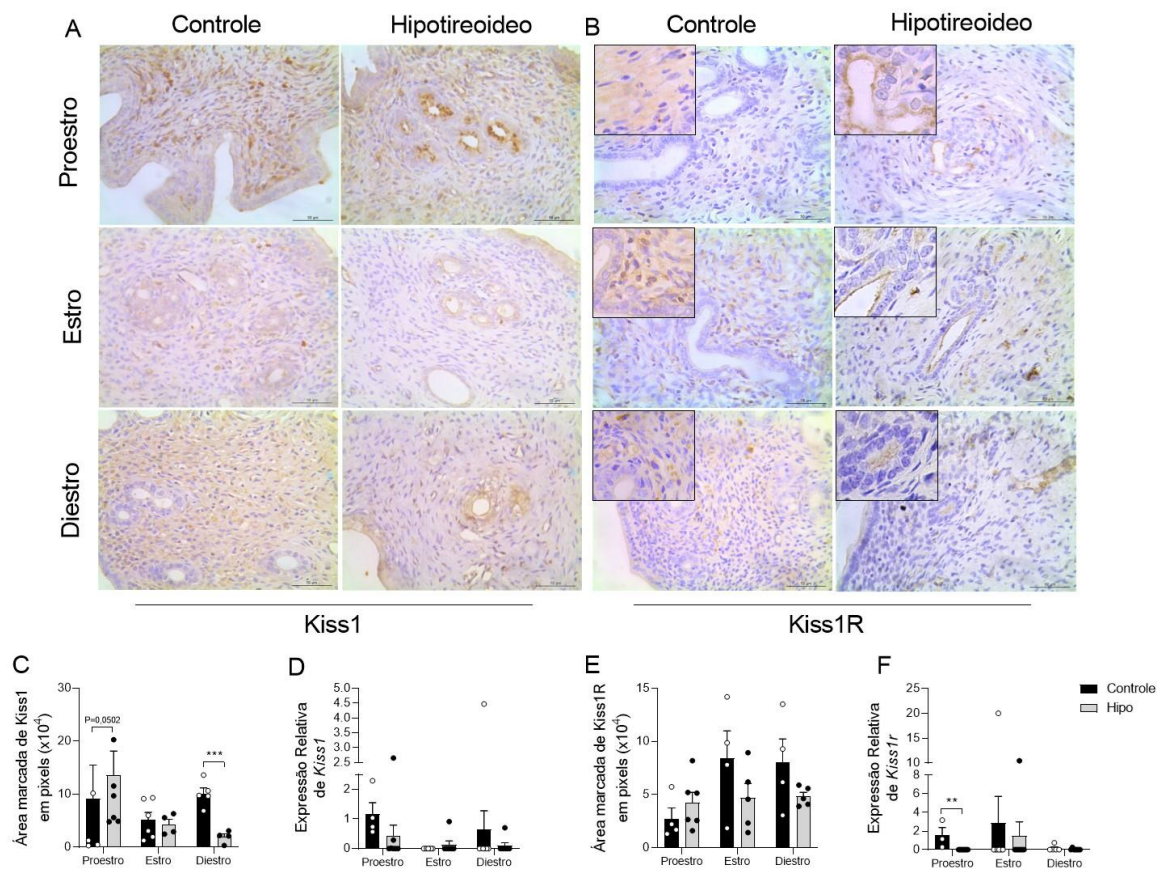 A
Controle
Hipotireoideo
B
Controle
Hipotireoideo
Proestro
Estro
Diestro
Kiss1
Kiss1R
C
Área marcada de Kiss1
em pixels (x10⁴)
30
20
10
0
P=0,0502
***
Proestro
Estro
Diestro
D
Expressão Relativa
de Kiss1
5.0
4.5
4.0
3.5
3.0
2.5
2
1
0
Proestro
Estro
Diestro
E
Área marcada de Kiss1R
em pixels (x10⁴)
15
10
5
0
Proestro
Estro
Diestro
F
Expressão Relativa
de Kiss1r
25
20
15
10
8
6
4
2
0
**
Proestro
Estro
Diestro
Controle
Hipo